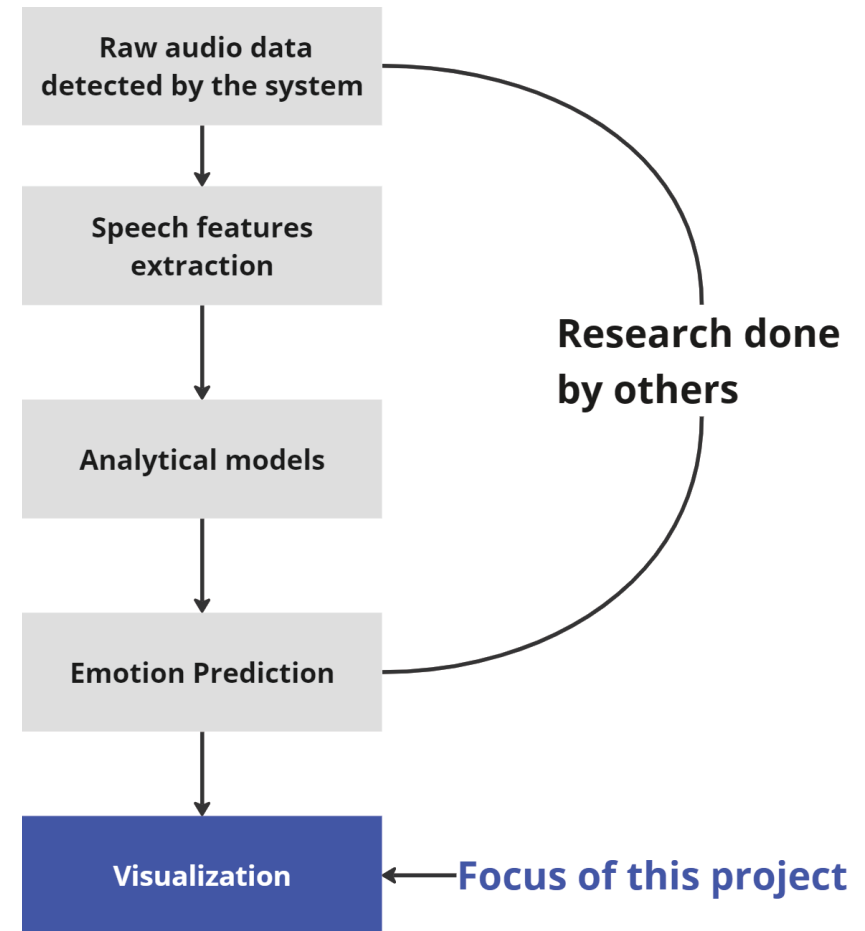 Raw audio data
detected by the system
Speech features
extraction
Research done
by others
Analytical models
Emotion Prediction
Visualization
Focus of this project